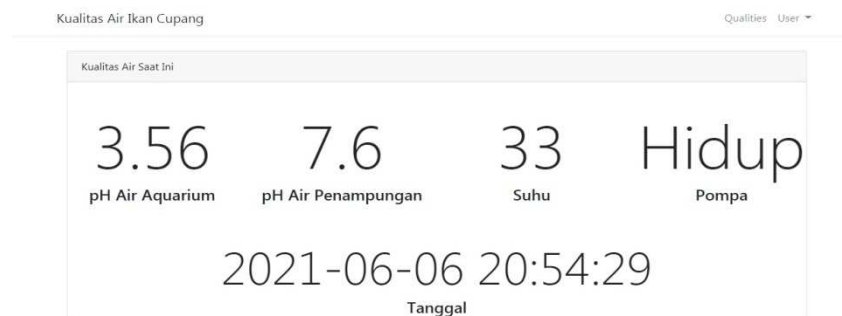 Kualitas Air Ikan Cupang Qualities User
Kualitas Air Saat Ini
3.56 7.6 33 Hidup
pH Air Aquarium pH Air Penampungan Suhu Pompa
2021-06-06 20:54:29
Tanggal